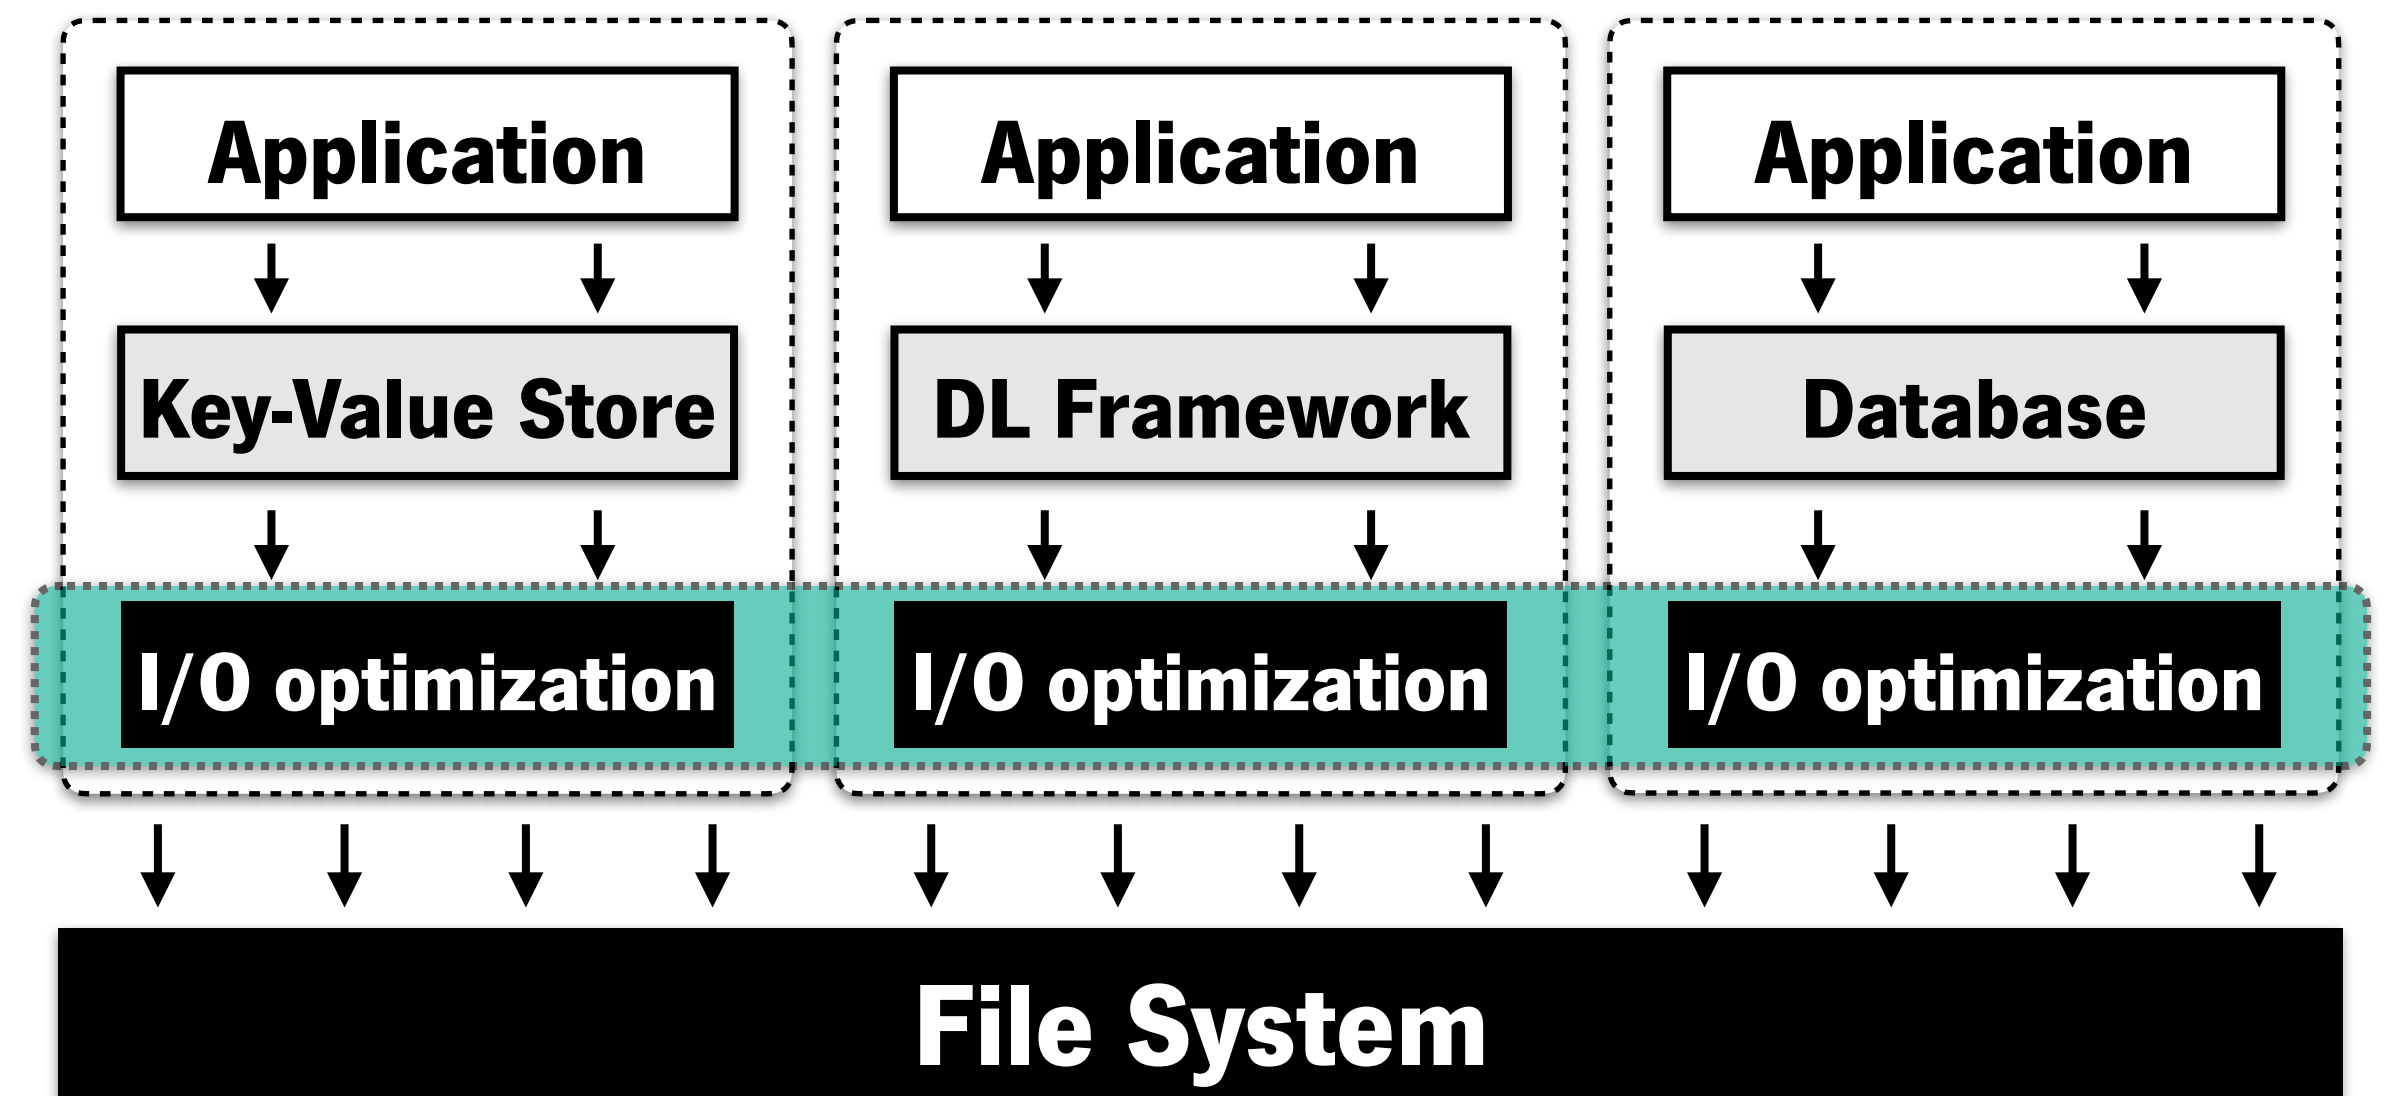 Application
Application
Application
Key-Value Store
DL Framework
Database
I/O optimization
I/O optimization
I/O optimization
File System